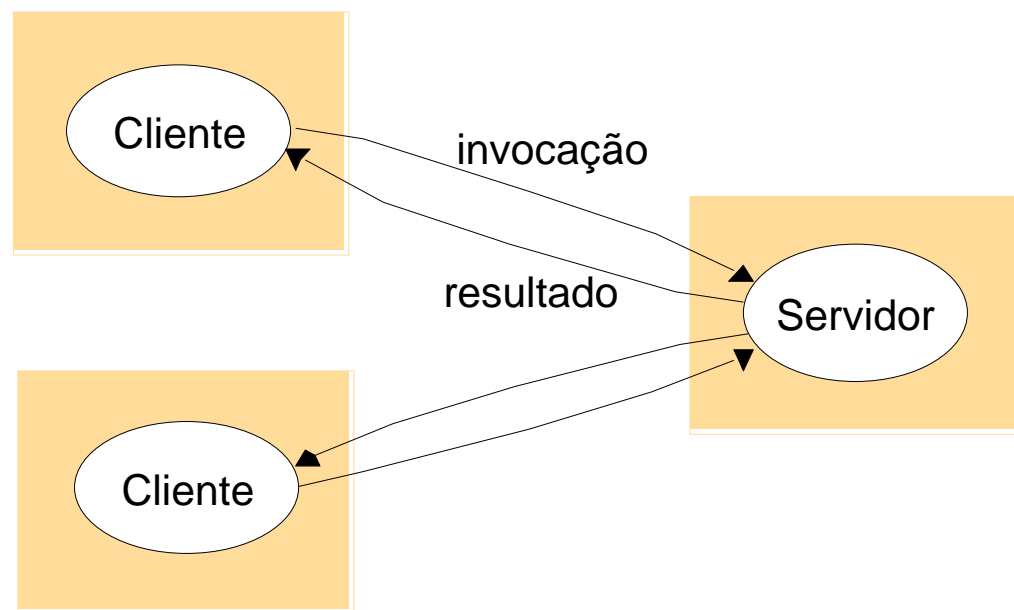 Cliente
invocação
resultado
Servidor
Cliente